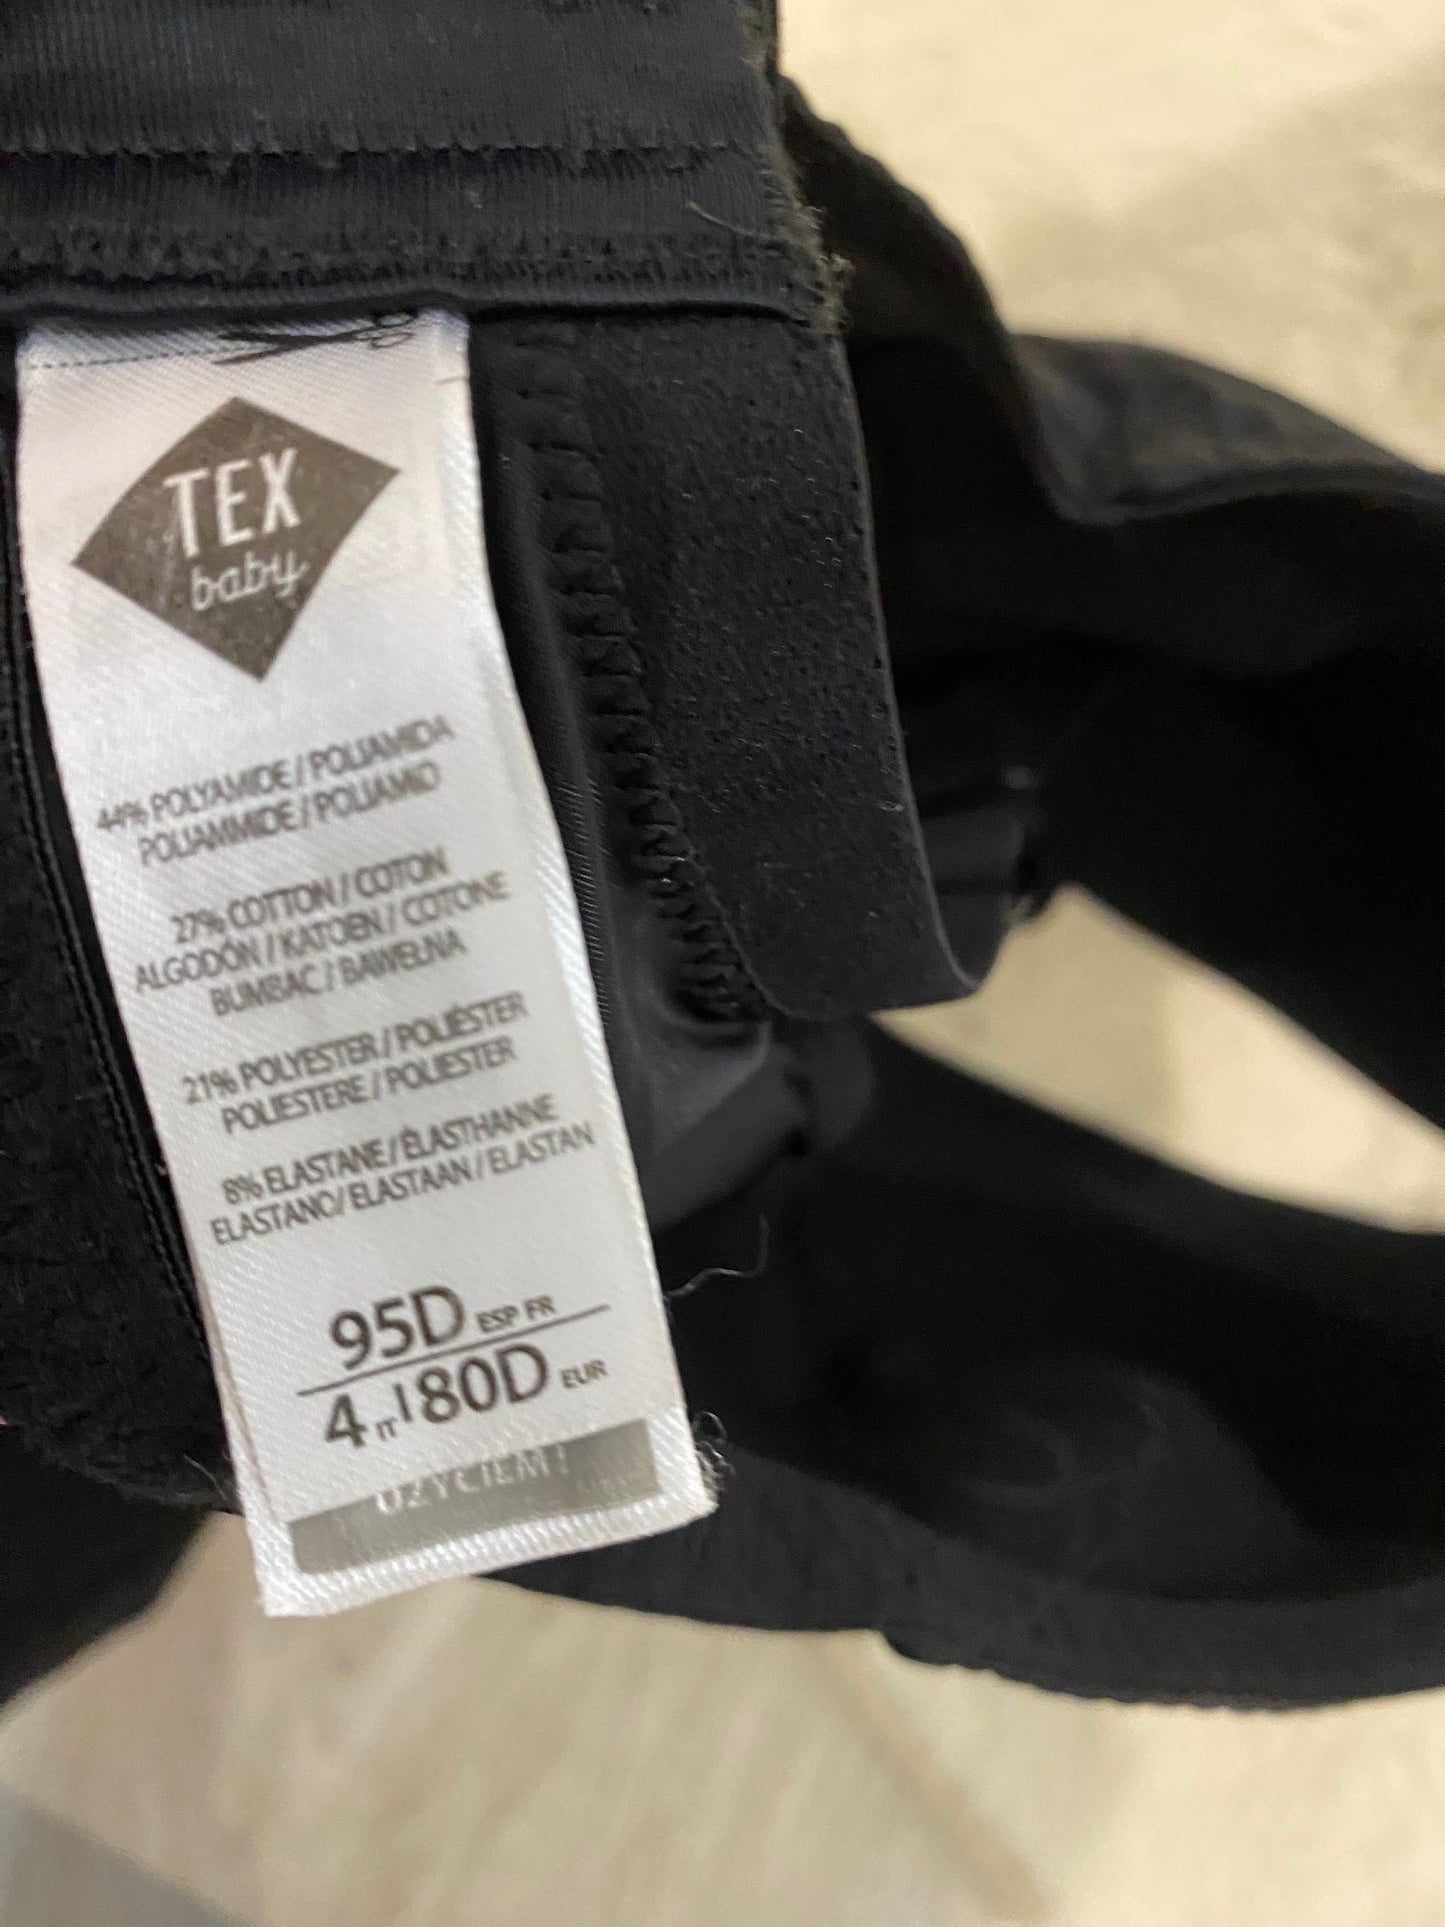 TEX
baby
44% POLYAMIDE / POLIAMIDA
POLIAMMIDE / POLIAMID
27% COTTON / COTON
ALGODÓN / KATOEN / COTONE
BUMBAC / BAWEŁNA
21% POLYESTER / POLIÉSTER
POLIESTERE / POLIESTER
8% ELASTANE / ÉLASTHANNE
ELASTANO / ELASTAAN / ELASTAN
95D ESP FR
4 IT 80D EUR
UŻYCIEM !